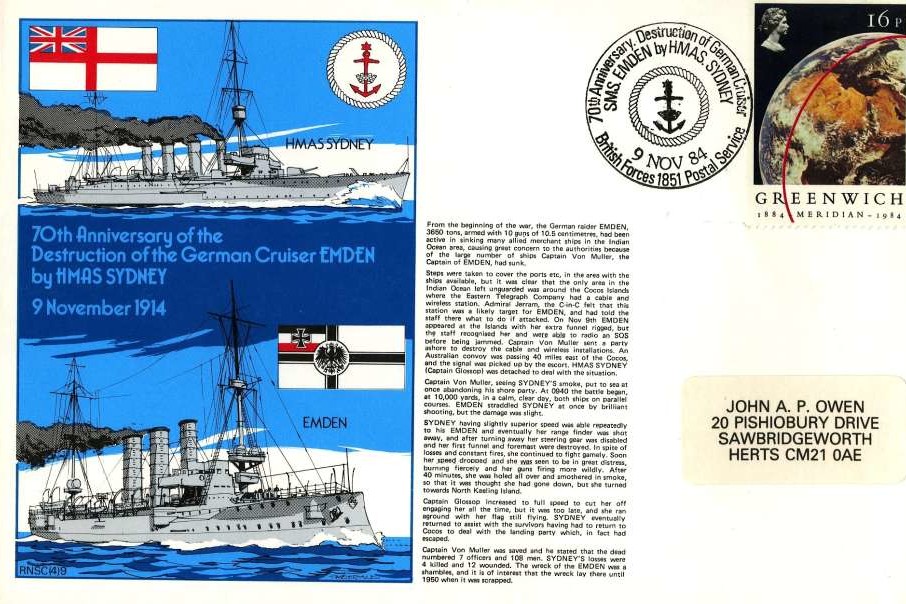 HMAS SYDNEY
70th Anniversary of the
Destruction of the German Cruiser EMDEN
by HMAS SYDNEY
9 November 1914
EMDEN
RNSC(4)9
70th Anniversary, Destruction of German Cruiser
SMS EMDEN by HMAS. SYDNEY
9 NOV 84
British Forces 1851 Postal Service
16p
GREENWICH
1884 MERIDIAN - 1984
From the beginning of the war, the German raider EMDEN,
3650 tons, armed with 10 guns of 10.5 centimetres, had been
active in sinking many allied merchant ships in the Indian
Ocean area, causing great concern to the authorities because
of the large number of ships Captain Von Muller, the
Captain of EMDEN, had sunk.
Steps were taken to cover the ports etc, in the area with the
ships available, but it was clear that the only area in the
Indian Ocean left unguarded was around the Cocos Islands
where the Eastern Telegraph Company had a cable and
wireless station. Admiral Jerram, the C-in-C felt that this
station was a likely target for EMDEN, and had told the
staff there what to do if attacked. On Nov 9th EMDEN
appeared at the Islands with her extra funnel rigged, but
the staff recognised her and were able to radio an SOS
before being jammed. Captain Von Muller sent a party
ashore to destroy the cable and wireless installations. An
Australian convoy was passing 40 miles east of the Cocos,
and the signal was picked up by the escort. HMAS SYDNEY
(Captain Glossop) was detached to deal with the situation.
Captain Von Muller, seeing SYDNEY'S smoke, put to sea at
once abandoning his shore party. At 0940 the battle began,
at 10,000 yards, in a calm, clear day, both ships on parallel
courses. EMDEN straddled SYDNEY at once by brilliant
shooting, but the damage was slight.
SYDNEY having slightly superior speed was able repeatedly
to his EMDEN and eventually her range finder was shot
away, and after turning away her steering gear was disabled
and her first funnel and foremast were destroyed. In spite of
losses and constant fires, she continued to fight gamely. Soon
her speed dropped and she was seen to be in great distress,
burning fiercely and her guns firing more wildly. After
40 minutes, she was holed all over and smothered in smoke,
so that it was thought she had gone down, but she turned
towards North Keeling Island.
Captain Glossop increased to full speed to cut her off
engaging her all the time, but it was too late, and she ran
aground with her flag still flying. SYDNEY eventually
returned to assist with the survivors having had to return to
Cocos to deal with the landing party which, in fact had
escaped.
Captain Von Muller was saved and he stated that the dead
numbered 7 officers and 108 men. SYDNEY'S losses were
4 killed and 12 wounded. The wreck of the EMDEN was a
shambles, and it is of interest that the wreck lay there until
1950 when it was scrapped.
JOHN A. P. OWEN
20 PISHIOBURY DRIVE
SAWBRIDGEWORTH
HERTS CM21 0AE